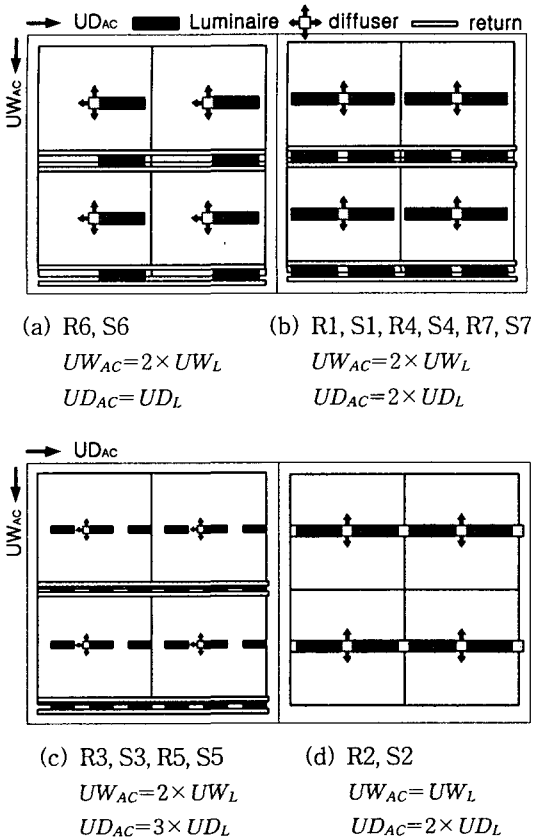 UD_AC Luminaire diffuser return
UW_AC
(a) R6, S6 (b) R1, S1, R4, S4, R7, S7
UW_AC=2×UW_L UW_AC=2×UW_L
UD_AC=UD_L UD_AC=2×UD_L
UD_AC
UW_AC
(c) R3, S3, R5, S5 (d) R2, S2
UW_AC=2×UW_L UW_AC=UW_L
UD_AC=3×UD_L UD_AC=2×UD_L